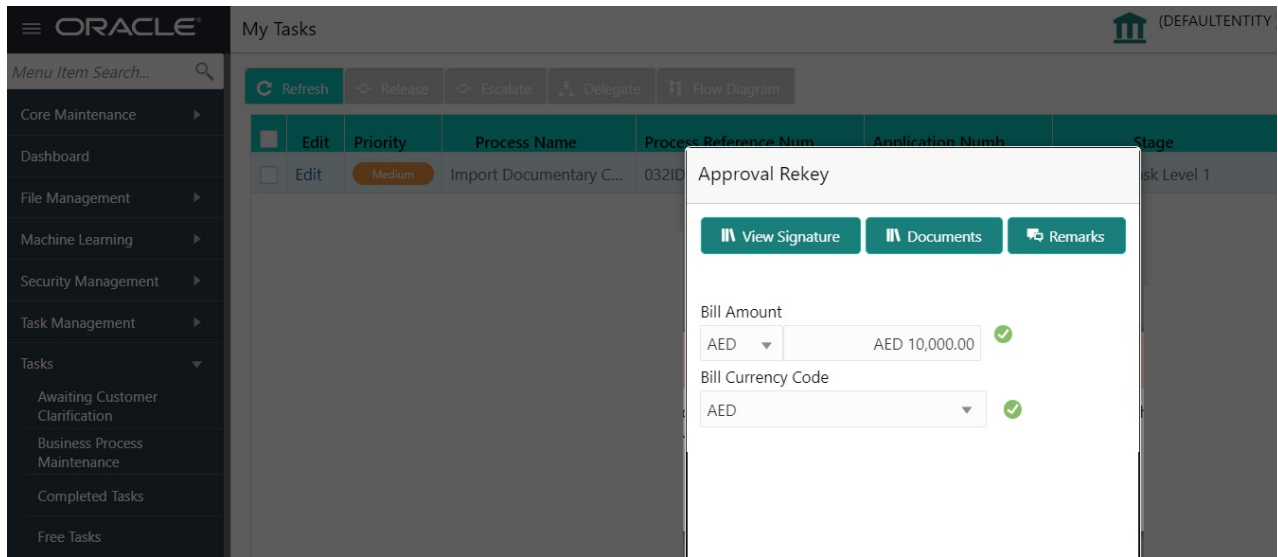 ORACLE
My Tasks
(DEFAULTENTITY )
Menu Item Search...
Refresh Release Escalate Delegate Flow Diagram
Core Maintenance
Edit Priority Process Name Process Reference Num Application Numb Stage
Dashboard
Edit Medium Import Documentary C... 032ID sk Level 1
Approval Rekey
File Management
Machine Learning
View Signature Documents Remarks
Security Management
Task Management
Bill Amount
AED AED 10,000.00
Tasks
Bill Currency Code
AED
Awaiting Customer
Clarification
Business Process
Maintenance
Completed Tasks
Free Tasks